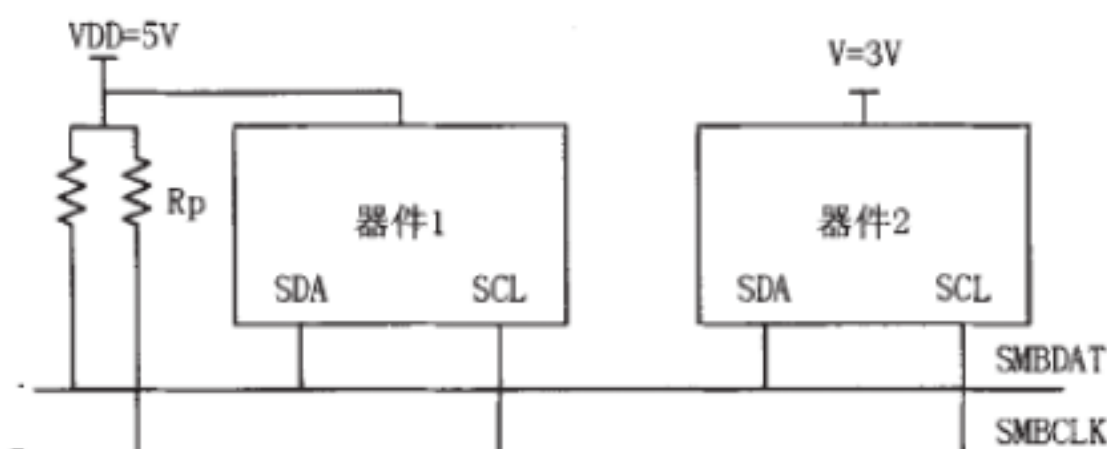 VDD=5V
V=3V
Rp
器件1
器件2
SDA
SCL
SDA
SCL
SMBDAT
SMBCLK